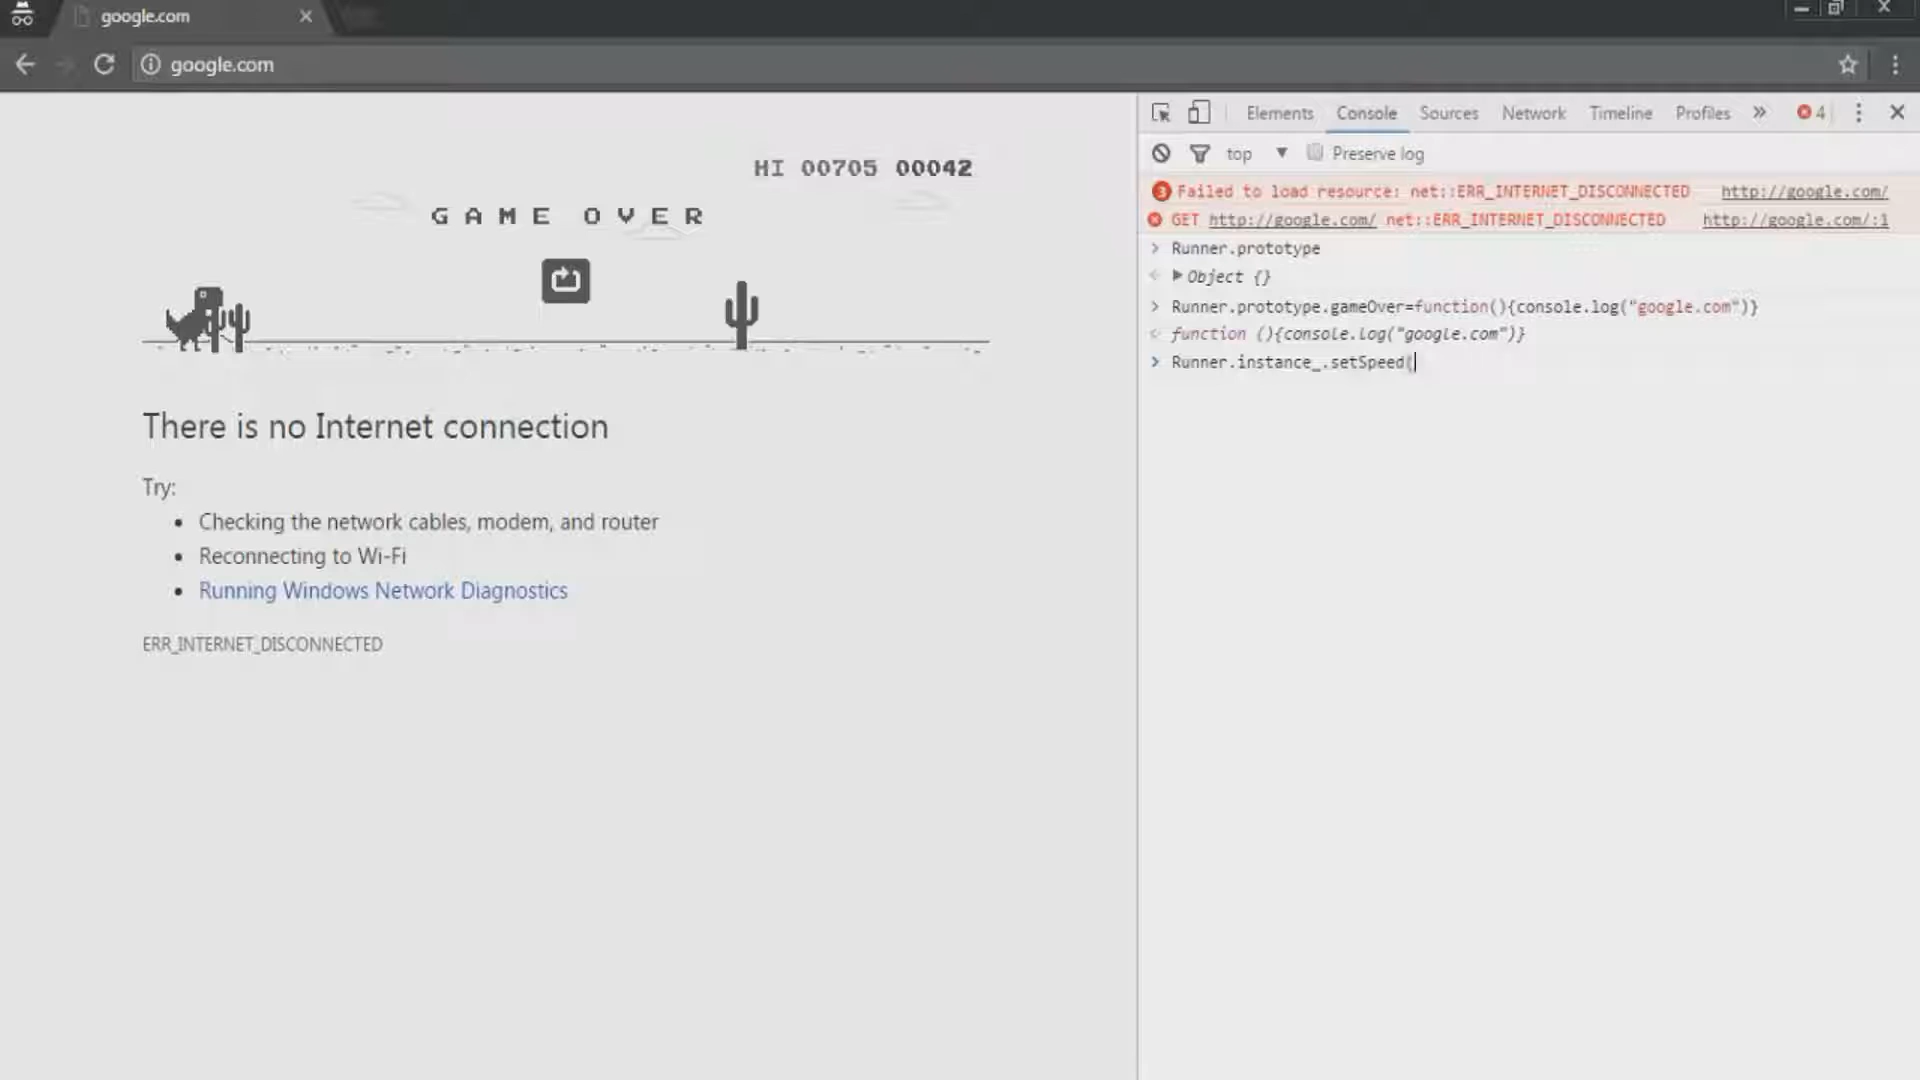 google.com
google.com
HI 00705 00042
GAME OVER
There is no Internet connection
Try:
Checking the network cables, modem, and router
Reconnecting to Wi-Fi
Running Windows Network Diagnostics
ERR_INTERNET_DISCONNECTED
Elements Console Sources Network Timeline Profiles » 4
top Preserve log
3 Failed to load resource: net::ERR_INTERNET_DISCONNECTED http://google.com/
GET http://google.com/ net::ERR_INTERNET_DISCONNECTED http://google.com/:1
Runner.prototype
Object {}
Runner.prototype.gameOver=function(){console.log("google.com")}
function (){console.log("google.com")}
Runner.instance_.setSpeed(